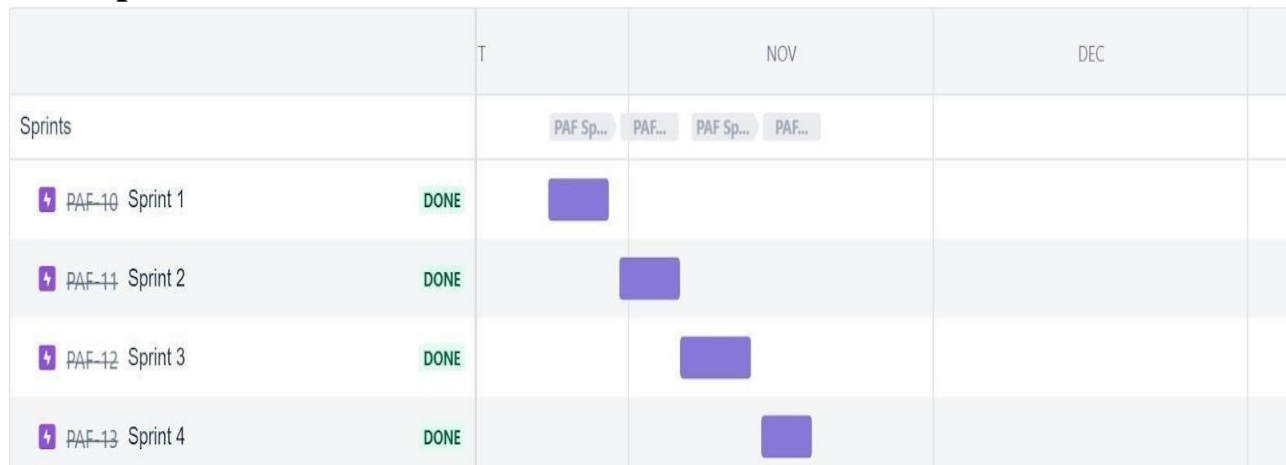 T NOV DEC
Sprints PAF Sp... PAF... PAF Sp... PAF...
PAF-10 Sprint 1 DONE
PAF-11 Sprint 2 DONE
PAF-12 Sprint 3 DONE
PAF-13 Sprint 4 DONE